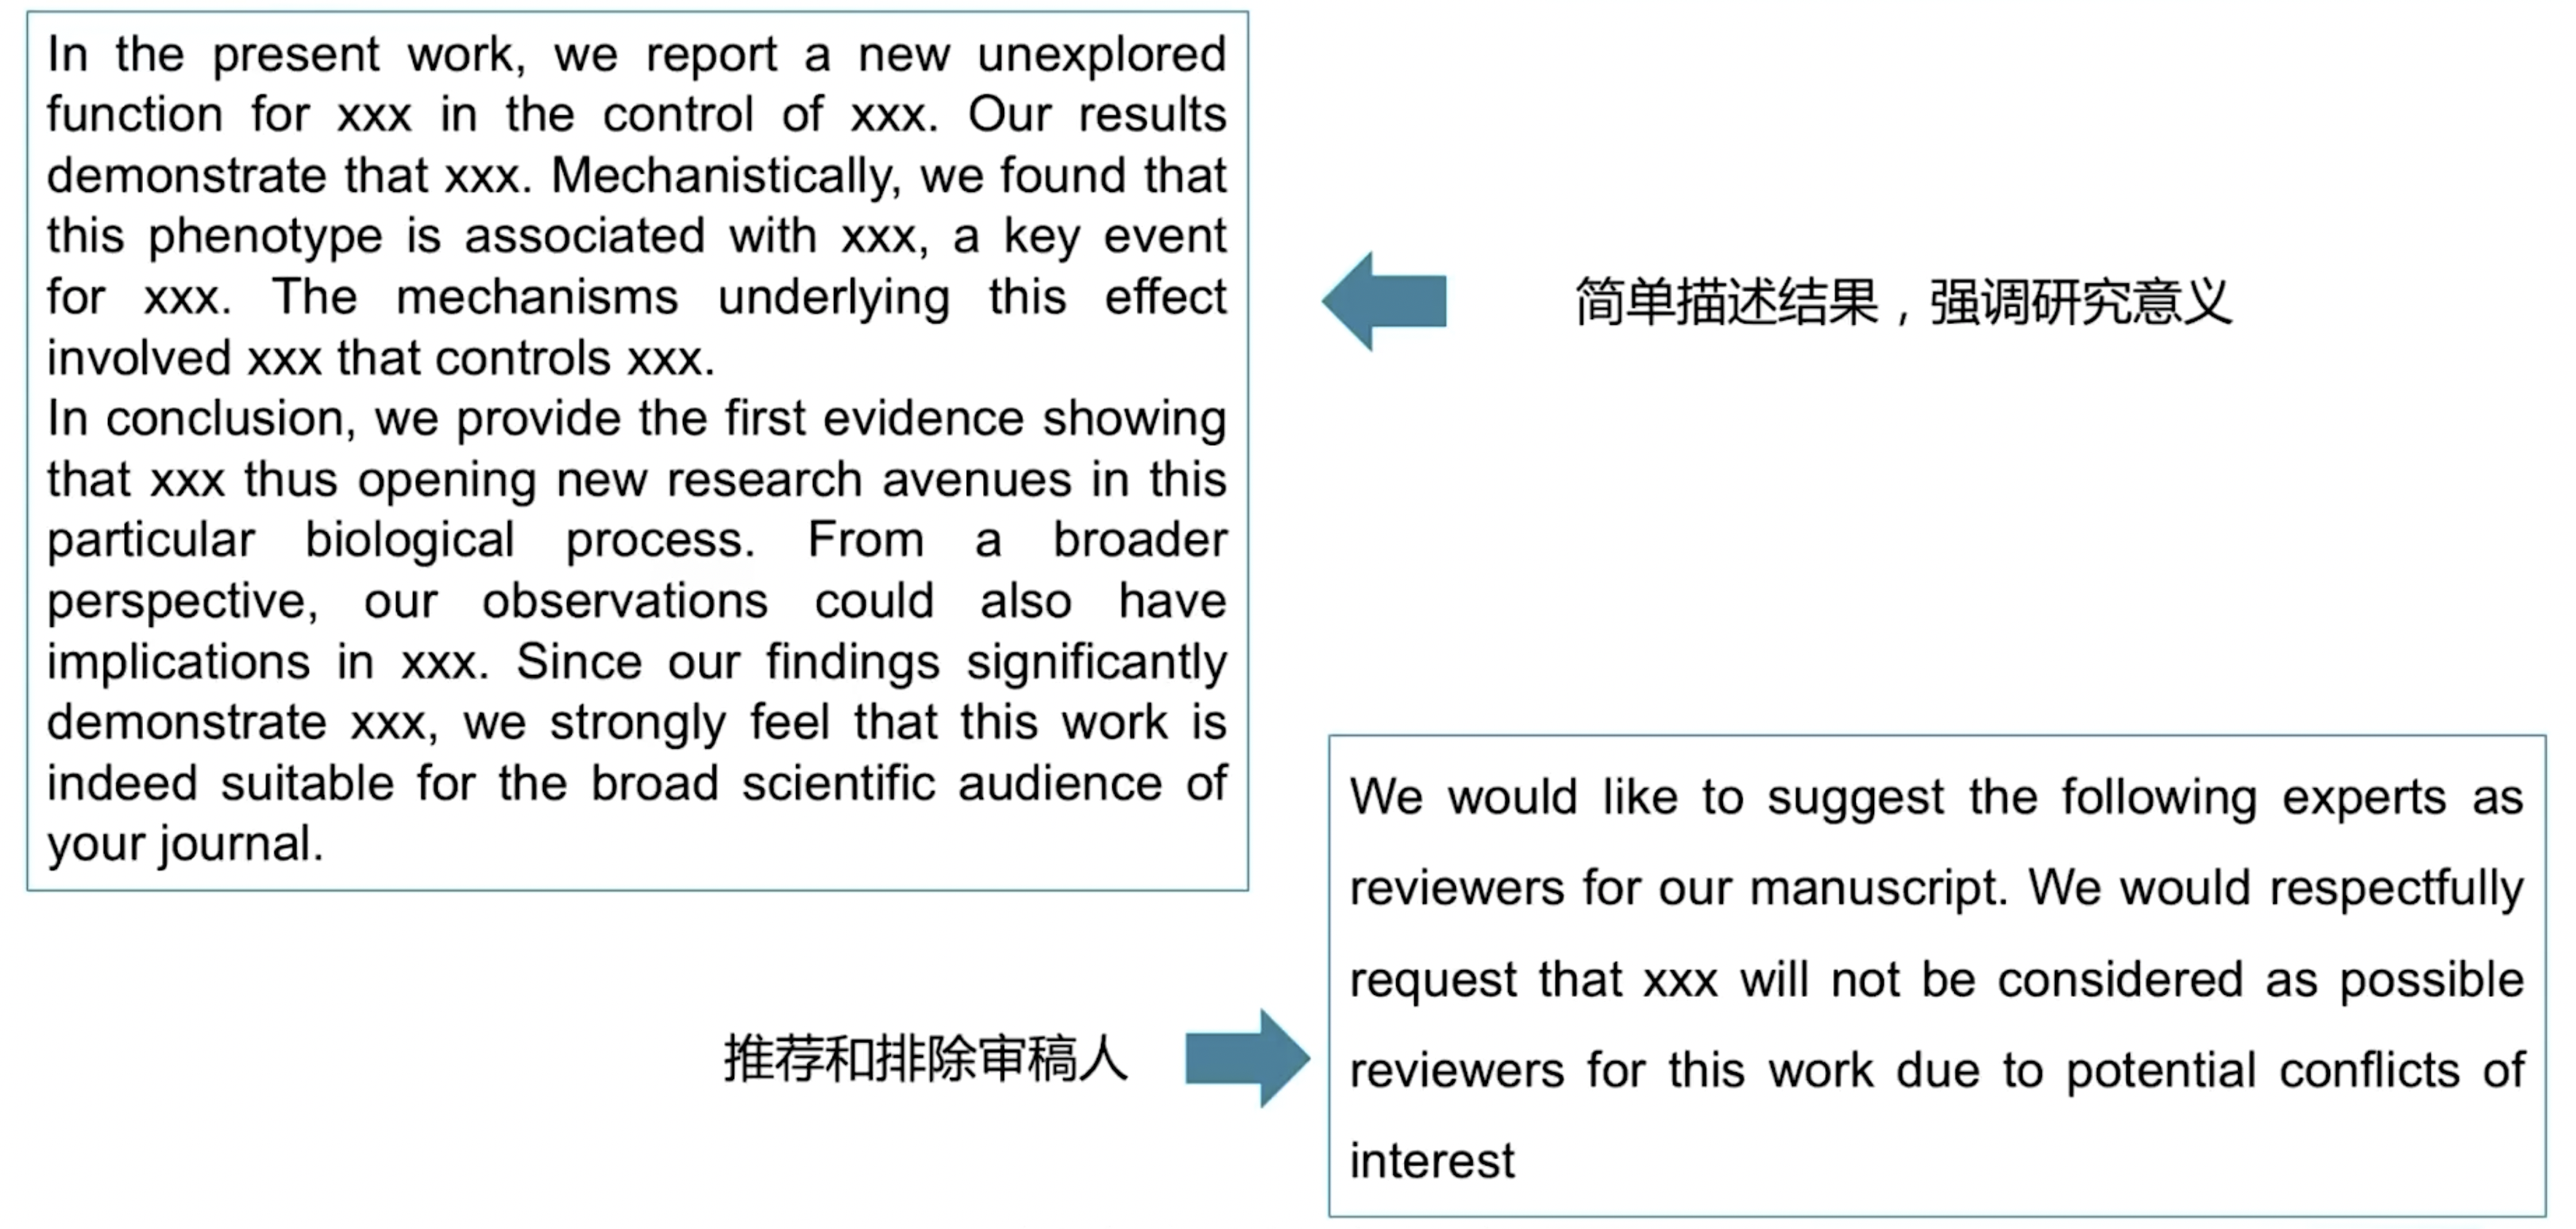 In the present work, we report a new unexplored
function for xxx in the control of xxx. Our results
demonstrate that xxx. Mechanistically, we found that
this phenotype is associated with xxx, a key event
for xxx. The mechanisms underlying this effect
involved xxx that controls xxx.
In conclusion, we provide the first evidence showing
that xxx thus opening new research avenues in this
particular biological process. From a broader
perspective, our observations could also have
implications in xxx. Since our findings significantly
demonstrate xxx, we strongly feel that this work is
indeed suitable for the broad scientific audience of
your journal.
简单描述结果，强调研究意义
推荐和排除审稿人
We would like to suggest the following experts as
reviewers for our manuscript. We would respectfully
request that xxx will not be considered as possible
reviewers for this work due to potential conflicts of
interest